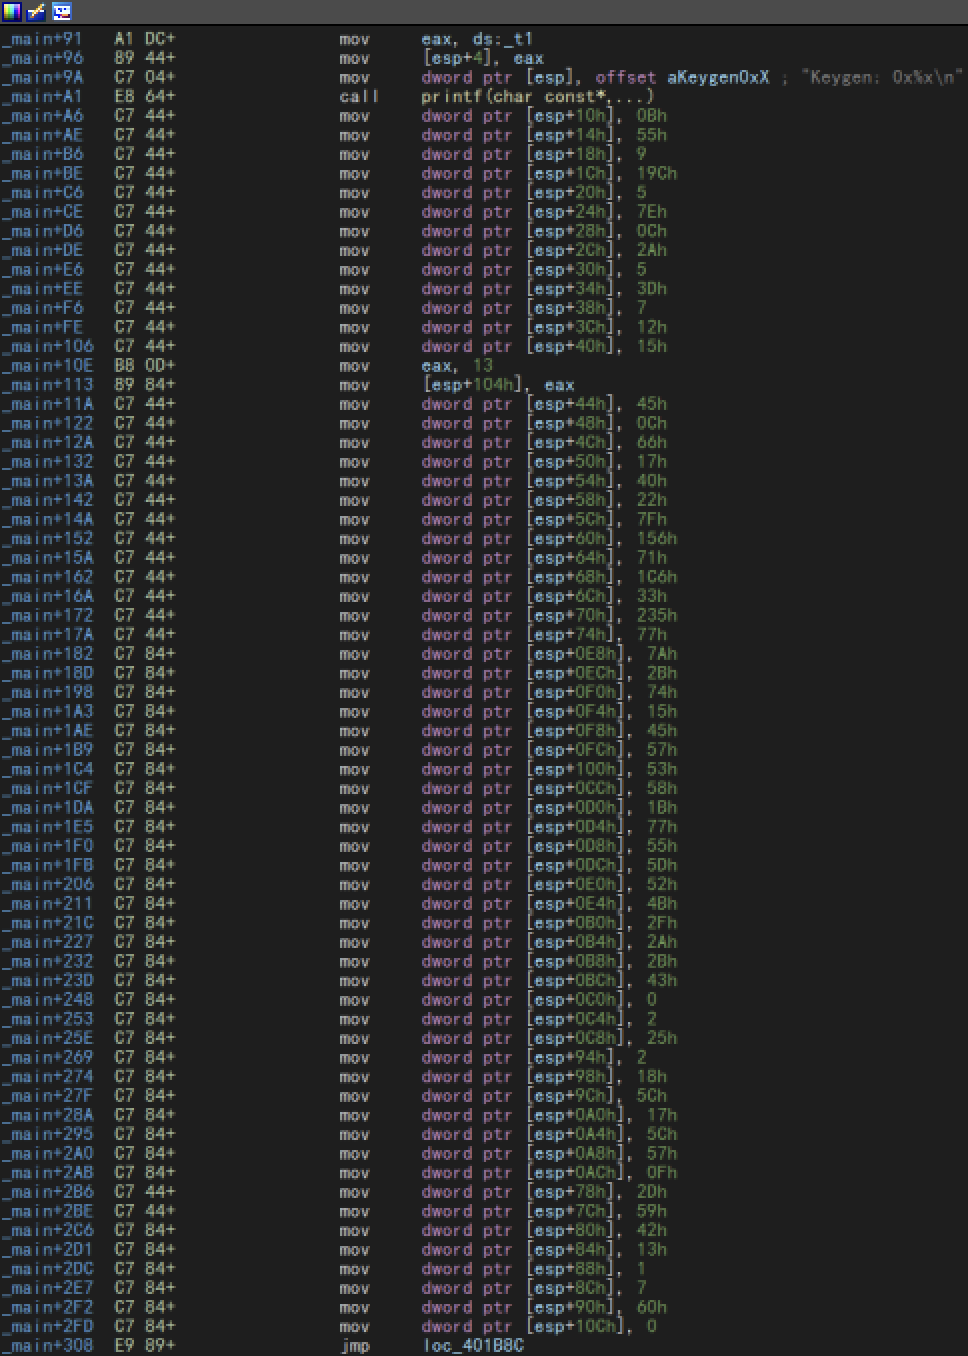 _main+91 A1 DC+ mov eax, ds:_t1
_main+96 89 44+ mov [esp+4], eax
_main+9A C7 04+ mov dword ptr [esp], offset aKeygen0xX ; "Keygen: 0x%x\n"
_main+A1 E8 64+ call printf(char const*,...)
_main+A6 C7 44+ mov dword ptr [esp+10h], 0Bh
_main+AE C7 44+ mov dword ptr [esp+14h], 55h
_main+B6 C7 44+ mov dword ptr [esp+18h], 9
_main+BE C7 44+ mov dword ptr [esp+1Ch], 19Ch
_main+C6 C7 44+ mov dword ptr [esp+20h], 5
_main+CE C7 44+ mov dword ptr [esp+24h], 7Eh
_main+D6 C7 44+ mov dword ptr [esp+28h], 0Ch
_main+DE C7 44+ mov dword ptr [esp+2Ch], 2Ah
_main+E6 C7 44+ mov dword ptr [esp+30h], 5
_main+EE C7 44+ mov dword ptr [esp+34h], 3Dh
_main+F6 C7 44+ mov dword ptr [esp+38h], 7
_main+FE C7 44+ mov dword ptr [esp+3Ch], 12h
_main+106 C7 44+ mov dword ptr [esp+40h], 15h
_main+10E B8 0D+ mov eax, 13
_main+113 89 84+ mov [esp+104h], eax
_main+11A C7 44+ mov dword ptr [esp+44h], 45h
_main+122 C7 44+ mov dword ptr [esp+48h], 0Ch
_main+12A C7 44+ mov dword ptr [esp+4Ch], 66h
_main+132 C7 44+ mov dword ptr [esp+50h], 17h
_main+13A C7 44+ mov dword ptr [esp+54h], 40h
_main+142 C7 44+ mov dword ptr [esp+58h], 22h
_main+14A C7 44+ mov dword ptr [esp+5Ch], 7Fh
_main+152 C7 44+ mov dword ptr [esp+60h], 156h
_main+15A C7 44+ mov dword ptr [esp+64h], 71h
_main+162 C7 44+ mov dword ptr [esp+68h], 1C6h
_main+16A C7 44+ mov dword ptr [esp+6Ch], 33h
_main+172 C7 44+ mov dword ptr [esp+70h], 235h
_main+17A C7 44+ mov dword ptr [esp+74h], 77h
_main+182 C7 84+ mov dword ptr [esp+0E8h], 7Ah
_main+18D C7 84+ mov dword ptr [esp+0ECh], 2Bh
_main+198 C7 84+ mov dword ptr [esp+0F0h], 74h
_main+1A3 C7 84+ mov dword ptr [esp+0F4h], 15h
_main+1AE C7 84+ mov dword ptr [esp+0F8h], 45h
_main+1B9 C7 84+ mov dword ptr [esp+0FCh], 57h
_main+1C4 C7 84+ mov dword ptr [esp+100h], 53h
_main+1CF C7 84+ mov dword ptr [esp+0CCh], 58h
_main+1DA C7 84+ mov dword ptr [esp+0D0h], 1Bh
_main+1E5 C7 84+ mov dword ptr [esp+0D4h], 77h
_main+1F0 C7 84+ mov dword ptr [esp+0D8h], 55h
_main+1FB C7 84+ mov dword ptr [esp+0DCh], 5Dh
_main+206 C7 84+ mov dword ptr [esp+0E0h], 52h
_main+211 C7 84+ mov dword ptr [esp+0E4h], 4Bh
_main+21C C7 84+ mov dword ptr [esp+0B0h], 2Fh
_main+227 C7 84+ mov dword ptr [esp+0B4h], 2Ah
_main+232 C7 84+ mov dword ptr [esp+0B8h], 2Bh
_main+23D C7 84+ mov dword ptr [esp+0BCh], 43h
_main+248 C7 84+ mov dword ptr [esp+0C0h], 0
_main+253 C7 84+ mov dword ptr [esp+0C4h], 2
_main+25E C7 84+ mov dword ptr [esp+0C8h], 25h
_main+269 C7 84+ mov dword ptr [esp+94h], 2
_main+274 C7 84+ mov dword ptr [esp+98h], 18h
_main+27F C7 84+ mov dword ptr [esp+9Ch], 5Ch
_main+28A C7 84+ mov dword ptr [esp+0A0h], 17h
_main+295 C7 84+ mov dword ptr [esp+0A4h], 5Ch
_main+2A0 C7 84+ mov dword ptr [esp+0A8h], 57h
_main+2AB C7 84+ mov dword ptr [esp+0ACh], 0Fh
_main+2B6 C7 44+ mov dword ptr [esp+78h], 2Dh
_main+2BE C7 44+ mov dword ptr [esp+7Ch], 59h
_main+2C6 C7 84+ mov dword ptr [esp+80h], 42h
_main+2D1 C7 84+ mov dword ptr [esp+84h], 13h
_main+2DC C7 84+ mov dword ptr [esp+88h], 1
_main+2E7 C7 84+ mov dword ptr [esp+8Ch], 7
_main+2F2 C7 84+ mov dword ptr [esp+90h], 60h
_main+2FD C7 84+ mov dword ptr [esp+10Ch], 0
_main+308 E9 89+ jmp loc_401B8C